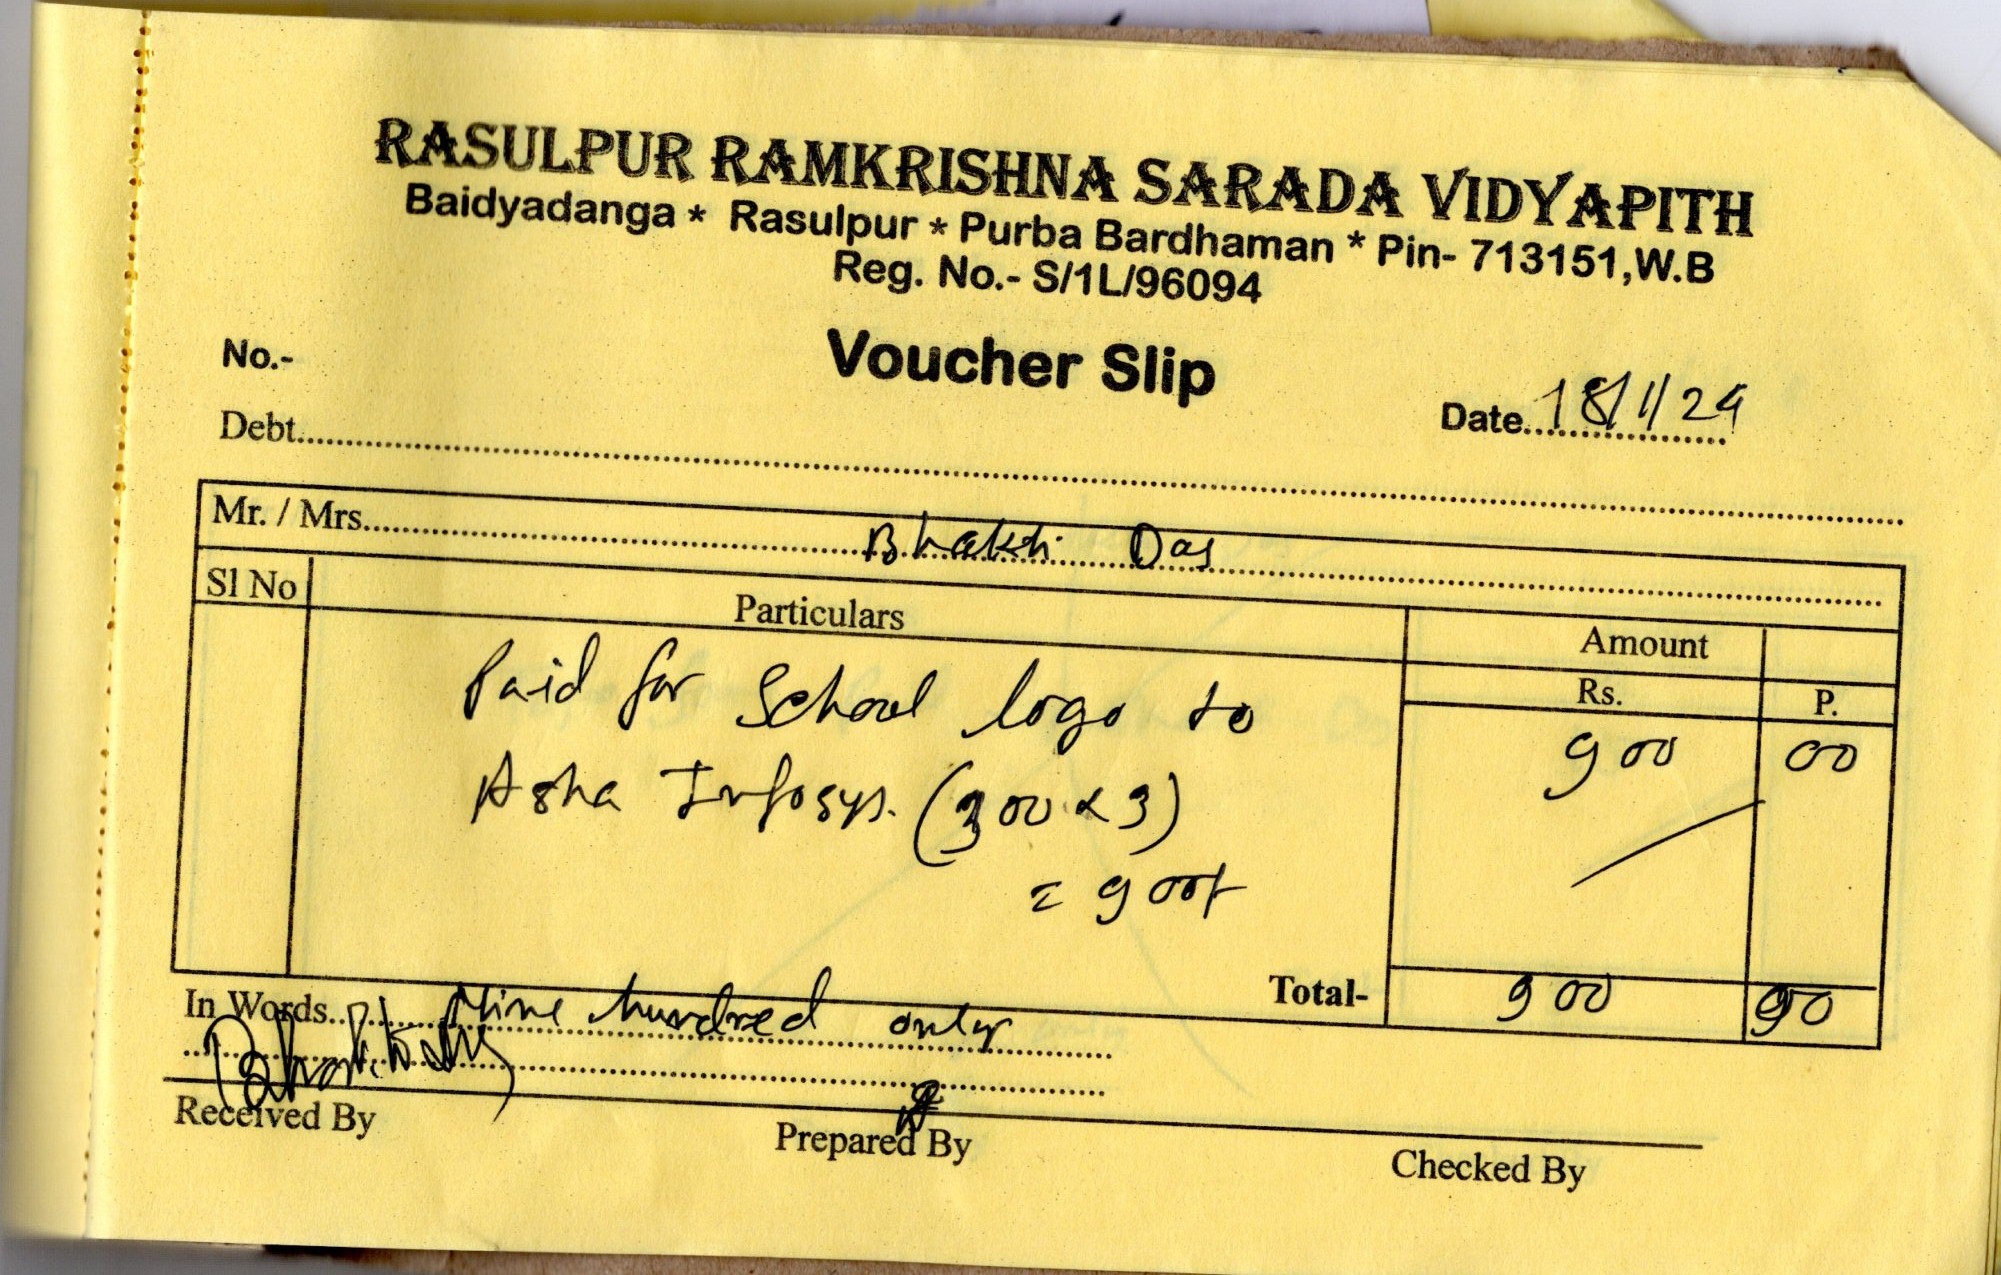 RASULPUR RAMKRISHNA SARADA VIDYAPITH
Baidyadanga * Rasulpur * Purba Bardhaman * Pin- 713151,W.B
Reg. No.- S/1L/96094
Voucher Slip
No.-
Date 18/1/24
Debt
Mr. / Mrs. Bhakti Das
Sl No Particulars Amount
Rs. P.
Paid for School logo to 900 00
Asha Infosys. (300 x 3)
= 900/-
Total- 900 00
In Words Nine hundred only
Received By Prepared By Checked By